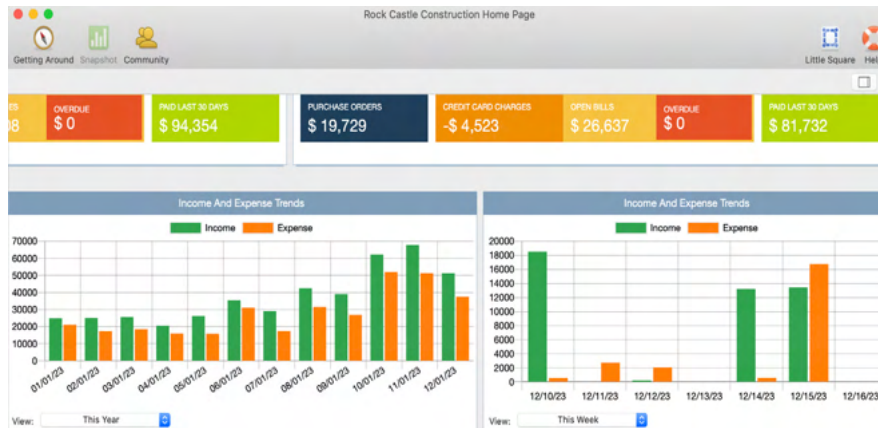 Rock Castle Construction Home Page
Getting Around Snapshot Community Little Square
OVERDUE PAID LAST 30 DAYS PURCHASE ORDERS CREDIT CARD CHARGES OPEN BILLS OVERDUE PAID LAST 30 DAYS
$ 0 $ 94,354 $ 19,729 -$ 4,523 $ 26,637 $ 0 $ 81,732
Income And Expense Trends
Income Expense
70000
60000
50000
40000
30000
20000
10000
0
01/01/23 02/01/23 03/01/23 04/01/23 05/01/23 06/01/23 07/01/23 08/01/23 09/01/23 10/01/23 11/01/23 12/01/23
View: This Year
Income And Expense Trends
Income Expense
20000
18000
16000
14000
12000
10000
8000
6000
4000
2000
0
12/10/23 12/11/23 12/12/23 12/13/23 12/14/23 12/15/23 12/16/23
View: This Week